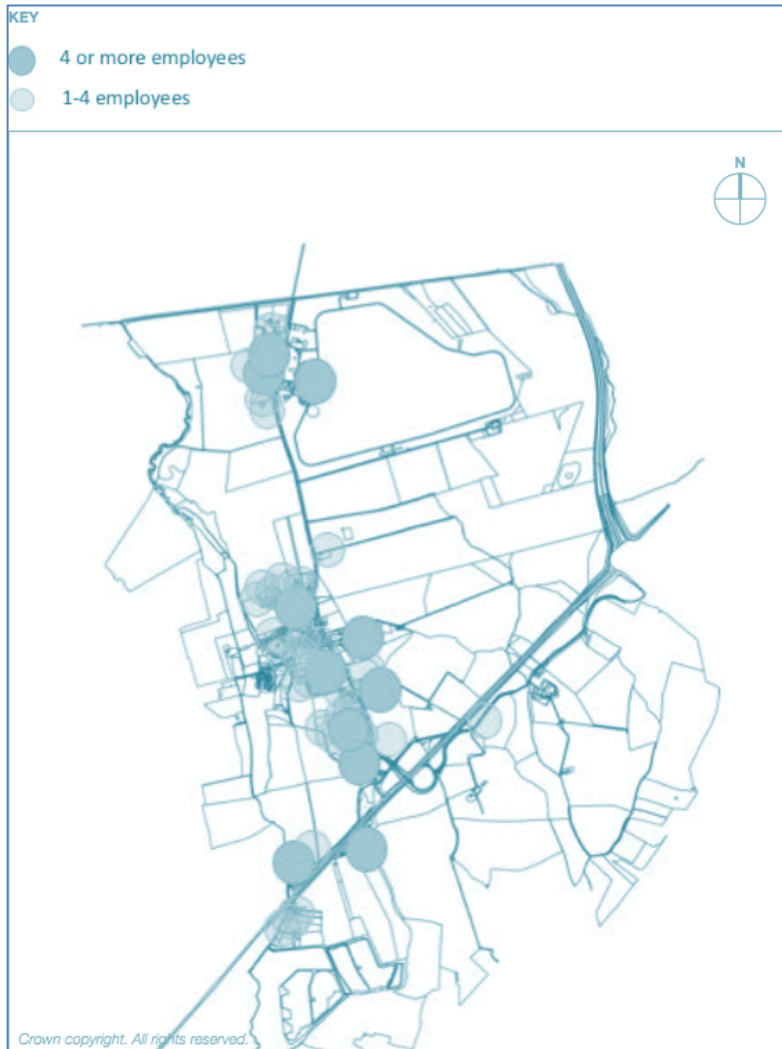 KEY
4 or more employees
1-4 employees
N
Crown copyright. All rights reserved.